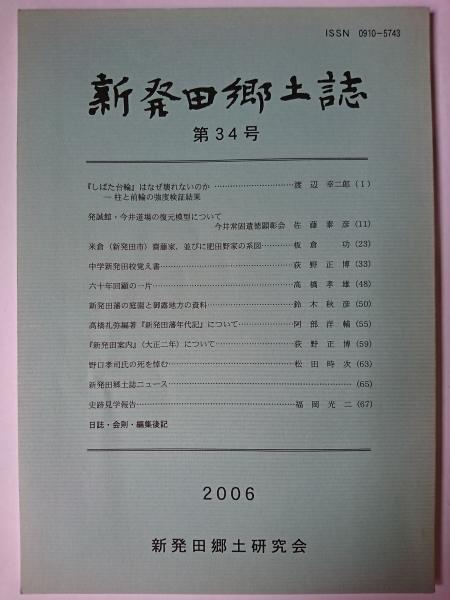 ISSN 0910-5743
新発田郷土誌
第34号
『しばた台輪』はなぜ壊れないのか ……………………… 渡辺幸二郎 (1)
― 柱と前輪の強度検証結果
発誠館・今井道場の復元模型について
今井常固遺徳顕彰会 佐藤泰彦 (11)
米倉(新発田市)齋藤家、並びに肥田野家の系図 ………… 板倉功 (23)
中学新発田校覚え書 ……………………… 荻野正博 (33)
六十年回顧の一片 ……………………… 高橋孝雄 (48)
新発田藩の庭園と御露地方の資料 ……………………… 鈴木秋彦 (50)
高橋礼弥編著『新発田藩年代記』について ……………… 阿部洋輔 (55)
『新発田案内』(大正二年)について ……………… 荻野正博 (59)
野口孝司氏の死を悼む ……………………… 松田時次 (63)
新発田郷土誌ニュース ……………………… (65)
史跡見学報告 ……………………… 福岡光二 (67)
日誌・会則・編集後記
2006
新発田郷土研究会